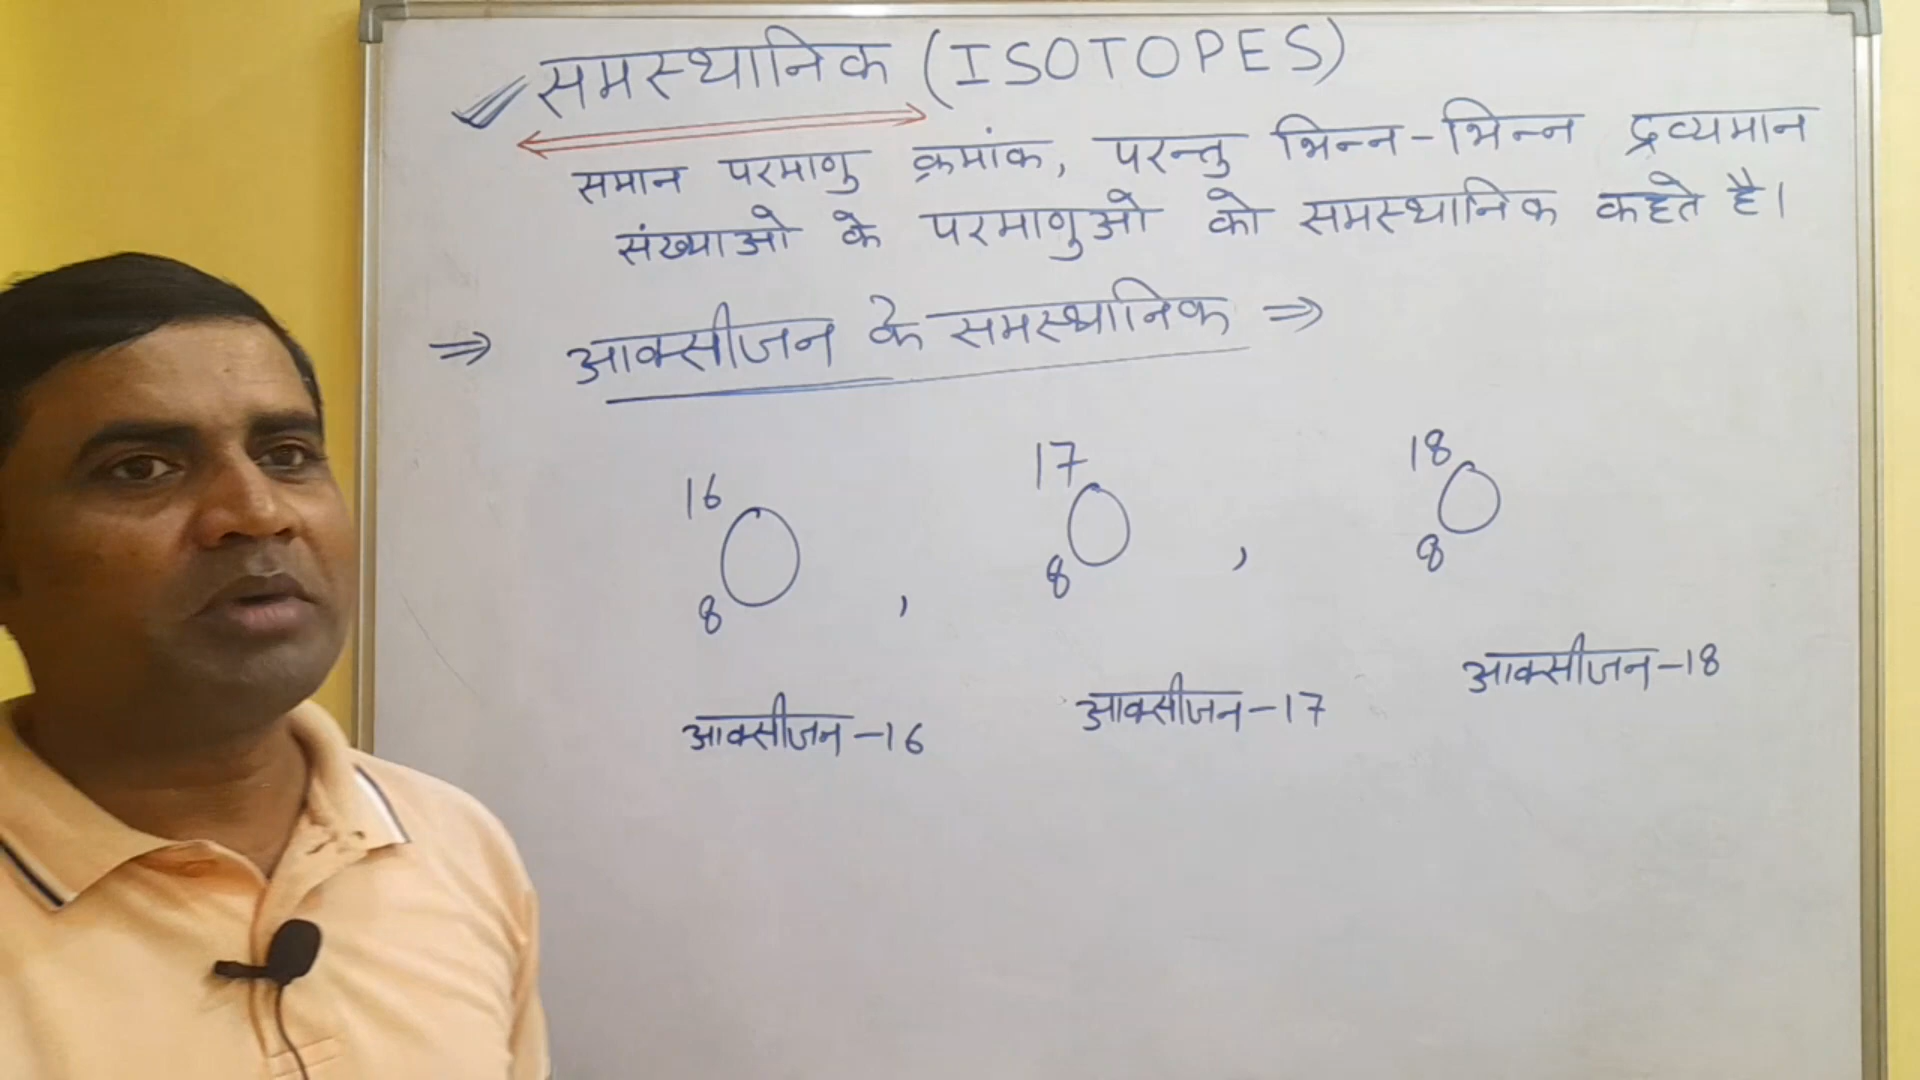 समस्थानिक (ISOTOPES)
समान परमाणु क्रमांक, परन्तु भिन्न-भिन्न द्रव्यमान
संख्याओ के परमाणुओ को समस्थानिक कहते है।
⇒ आक्सीजन के समस्थानिक ⇒
16 17 18
O O O
8 , 8 , 8
आक्सीजन-16 आक्सीजन-17 आक्सीजन-18